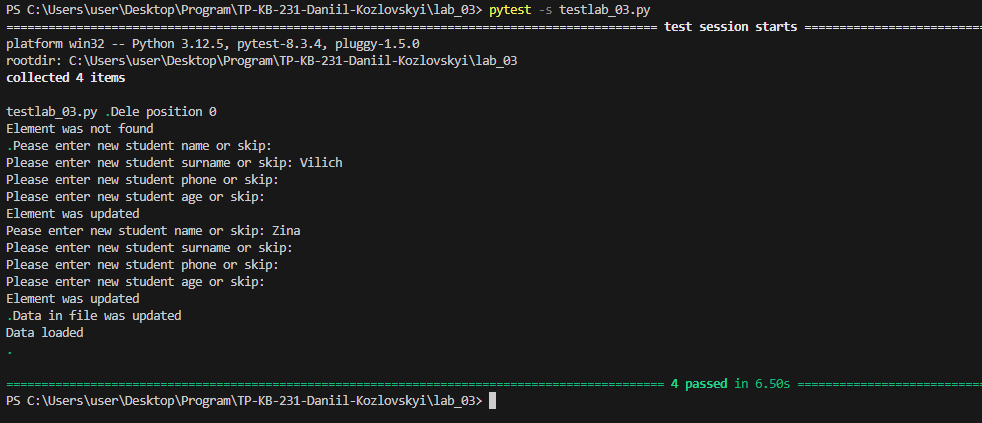 PS C:\Users\user\Desktop\Program\TP-KB-231-Daniil-Kozlovskyi\lab_03> pytest -s testlab_03.py
============================================================================================= test session starts ==========================
platform win32 -- Python 3.12.5, pytest-8.3.4, pluggy-1.5.0
rootdir: C:\Users\user\Desktop\Program\TP-KB-231-Daniil-Kozlovskyi\lab_03
collected 4 items
testlab_03.py .Dele position 0
Element was not found
.Pease enter new student name or skip:
Please enter new student surname or skip: Vilich
Please enter new student phone or skip:
Please enter new student age or skip:
Element was updated
Pease enter new student name or skip: Zina
Please enter new student surname or skip:
Please enter new student phone or skip:
Please enter new student age or skip:
Element was updated
.Data in file was updated
Data loaded
.
============================================================================================== 4 passed in 6.50s ===========================
PS C:\Users\user\Desktop\Program\TP-KB-231-Daniil-Kozlovskyi\lab_03>